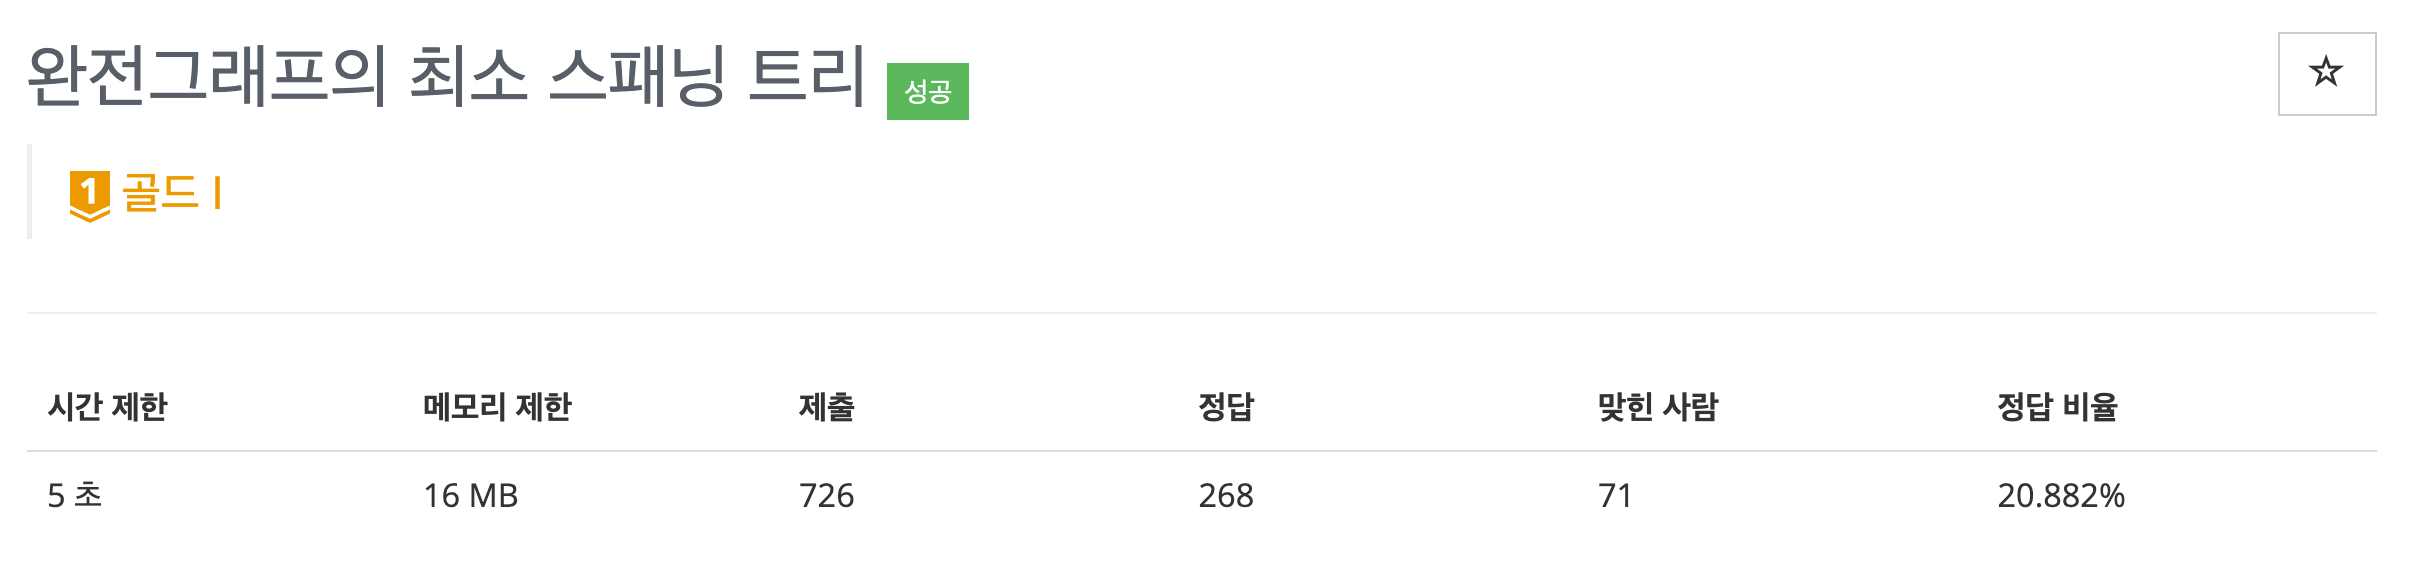 완전그래프의 최소 스패닝 트리 성공
1 골드 I
시간 제한 메모리 제한 제출 정답 맞힌 사람 정답 비율
5 초 16 MB 726 268 71 20.882%